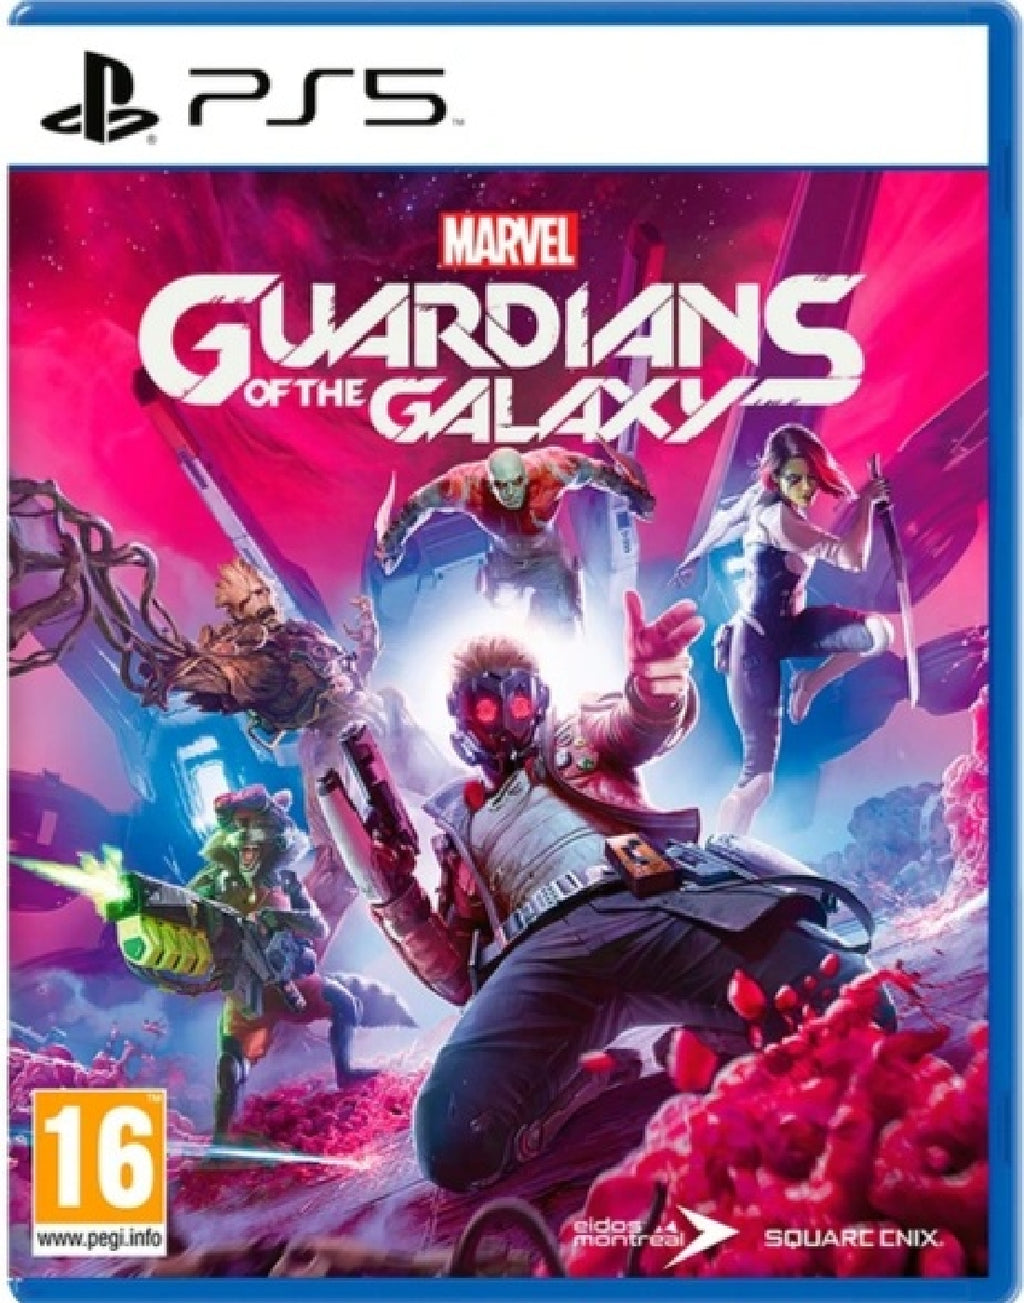 PS5
MARVEL
GUARDIANS
OF THE GALAXY
16
www.pegi.info
eidos
montréal
SQUARE ENIX